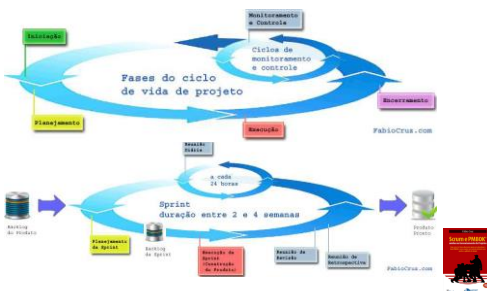 Monitoramento
e Controle
Iniciação
Ciclos de
monitoramento
e controle
Fases do ciclo
de vida de projeto
Planejamento
Execução
Encerramento
FabioCruz.com
Reunião
Diária
a cada
24 horas
Sprint
duração entre 2 e 4 semanas
Backlog
do Produto
Planejamento
da Sprint
Backlog
da Sprint
Execução da
Sprint
(Construção
do Produto)
Reunião de
Revisão
Reunião de
Retrospectiva
Produto
Pronto
FabioCruz.com
Scrum e PMBOK